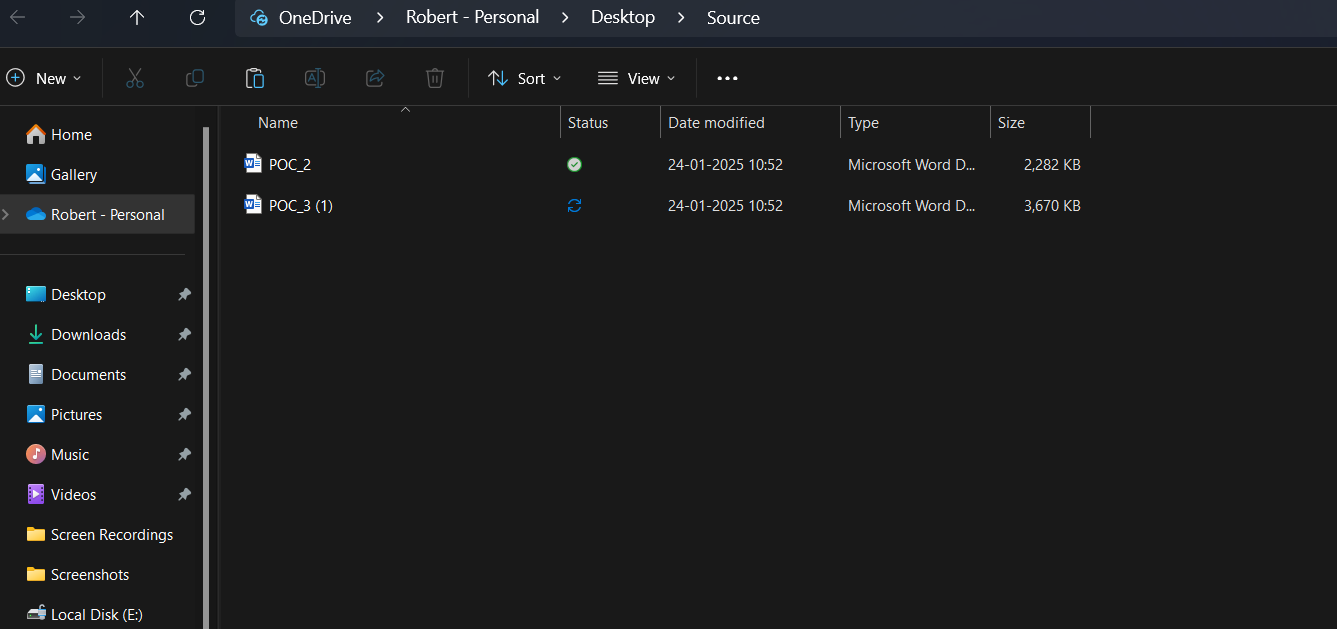 OneDrive > Robert - Personal > Desktop > Source
New Sort View
Name Status Date modified Type Size
POC_2 24-01-2025 10:52 Microsoft Word D... 2,282 KB
POC_3 (1) 24-01-2025 10:52 Microsoft Word D... 3,670 KB
Home
Gallery
Robert - Personal
Desktop
Downloads
Documents
Pictures
Music
Videos
Screen Recordings
Screenshots
Local Disk (E:)